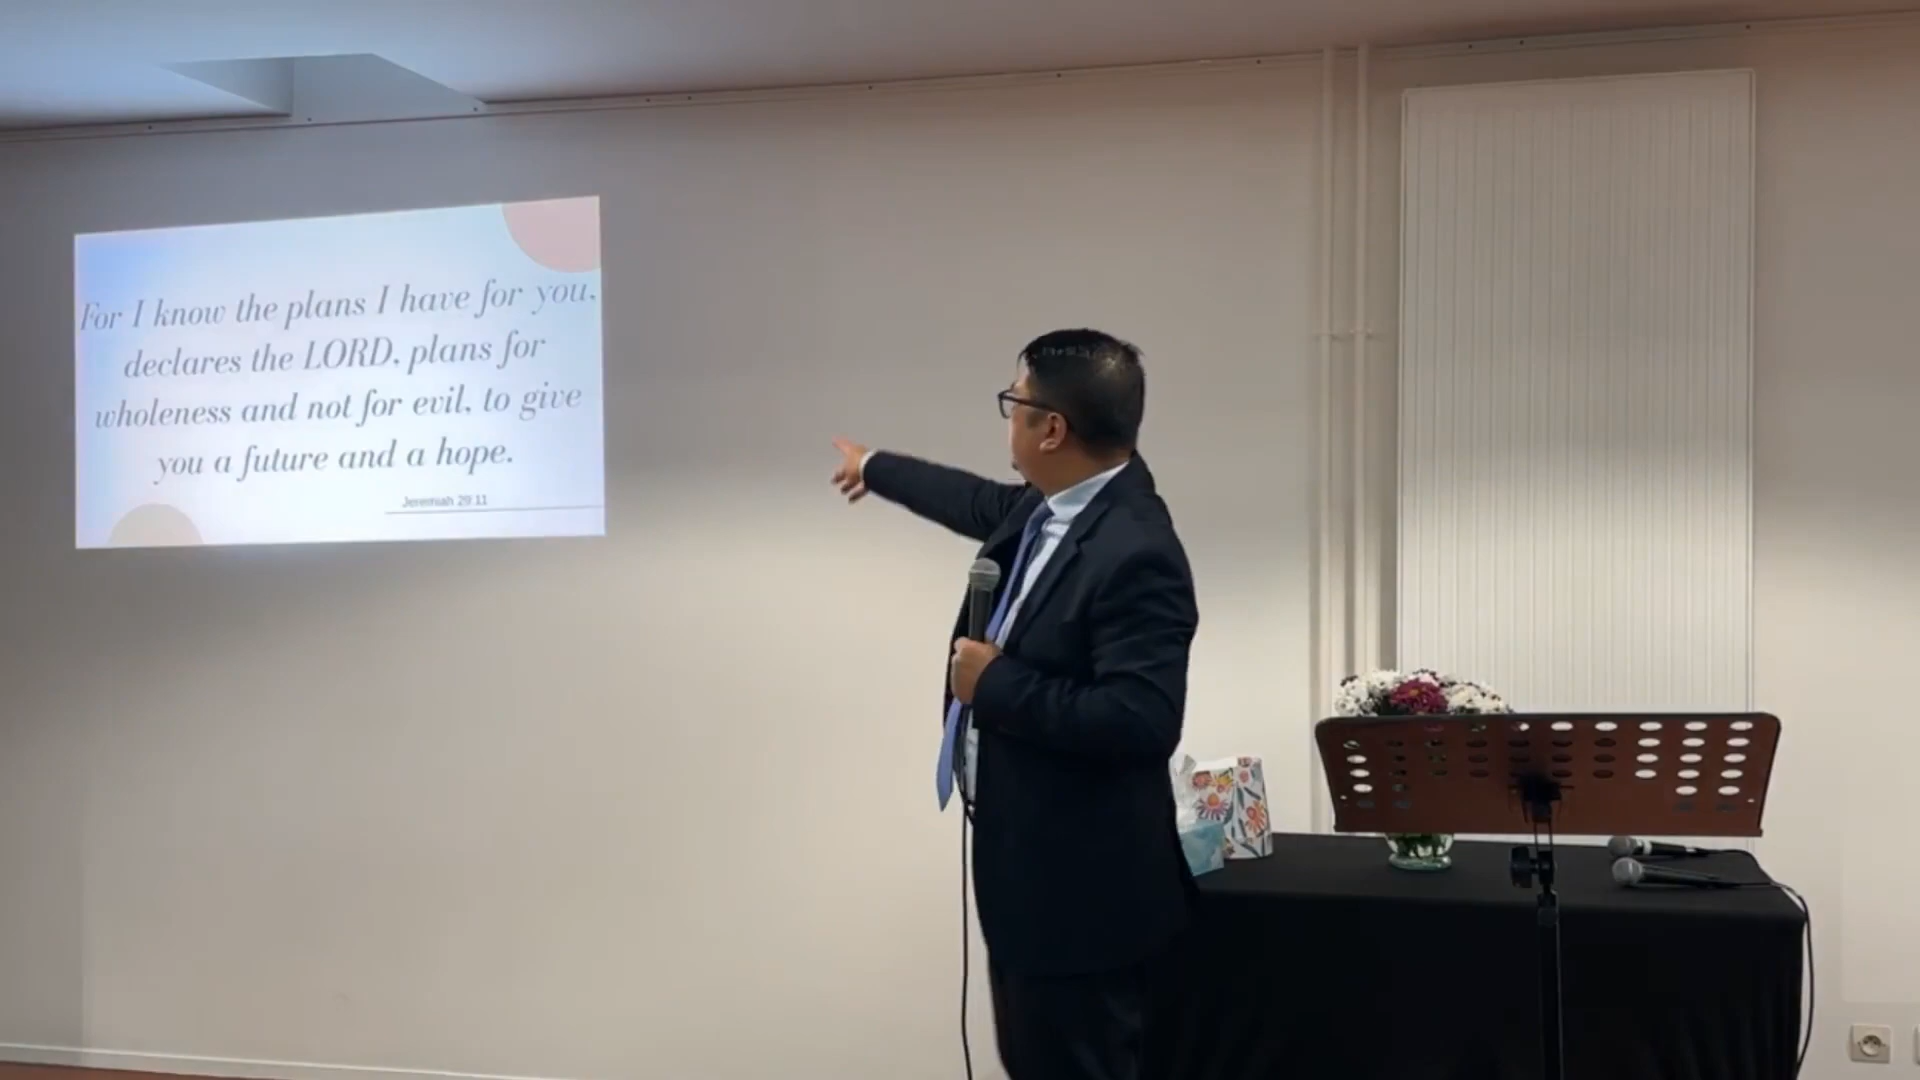 For I know the plans I have for you,
declares the LORD, plans for
wholeness and not for evil, to give
you a future and a hope.
Jeremiah 29:11